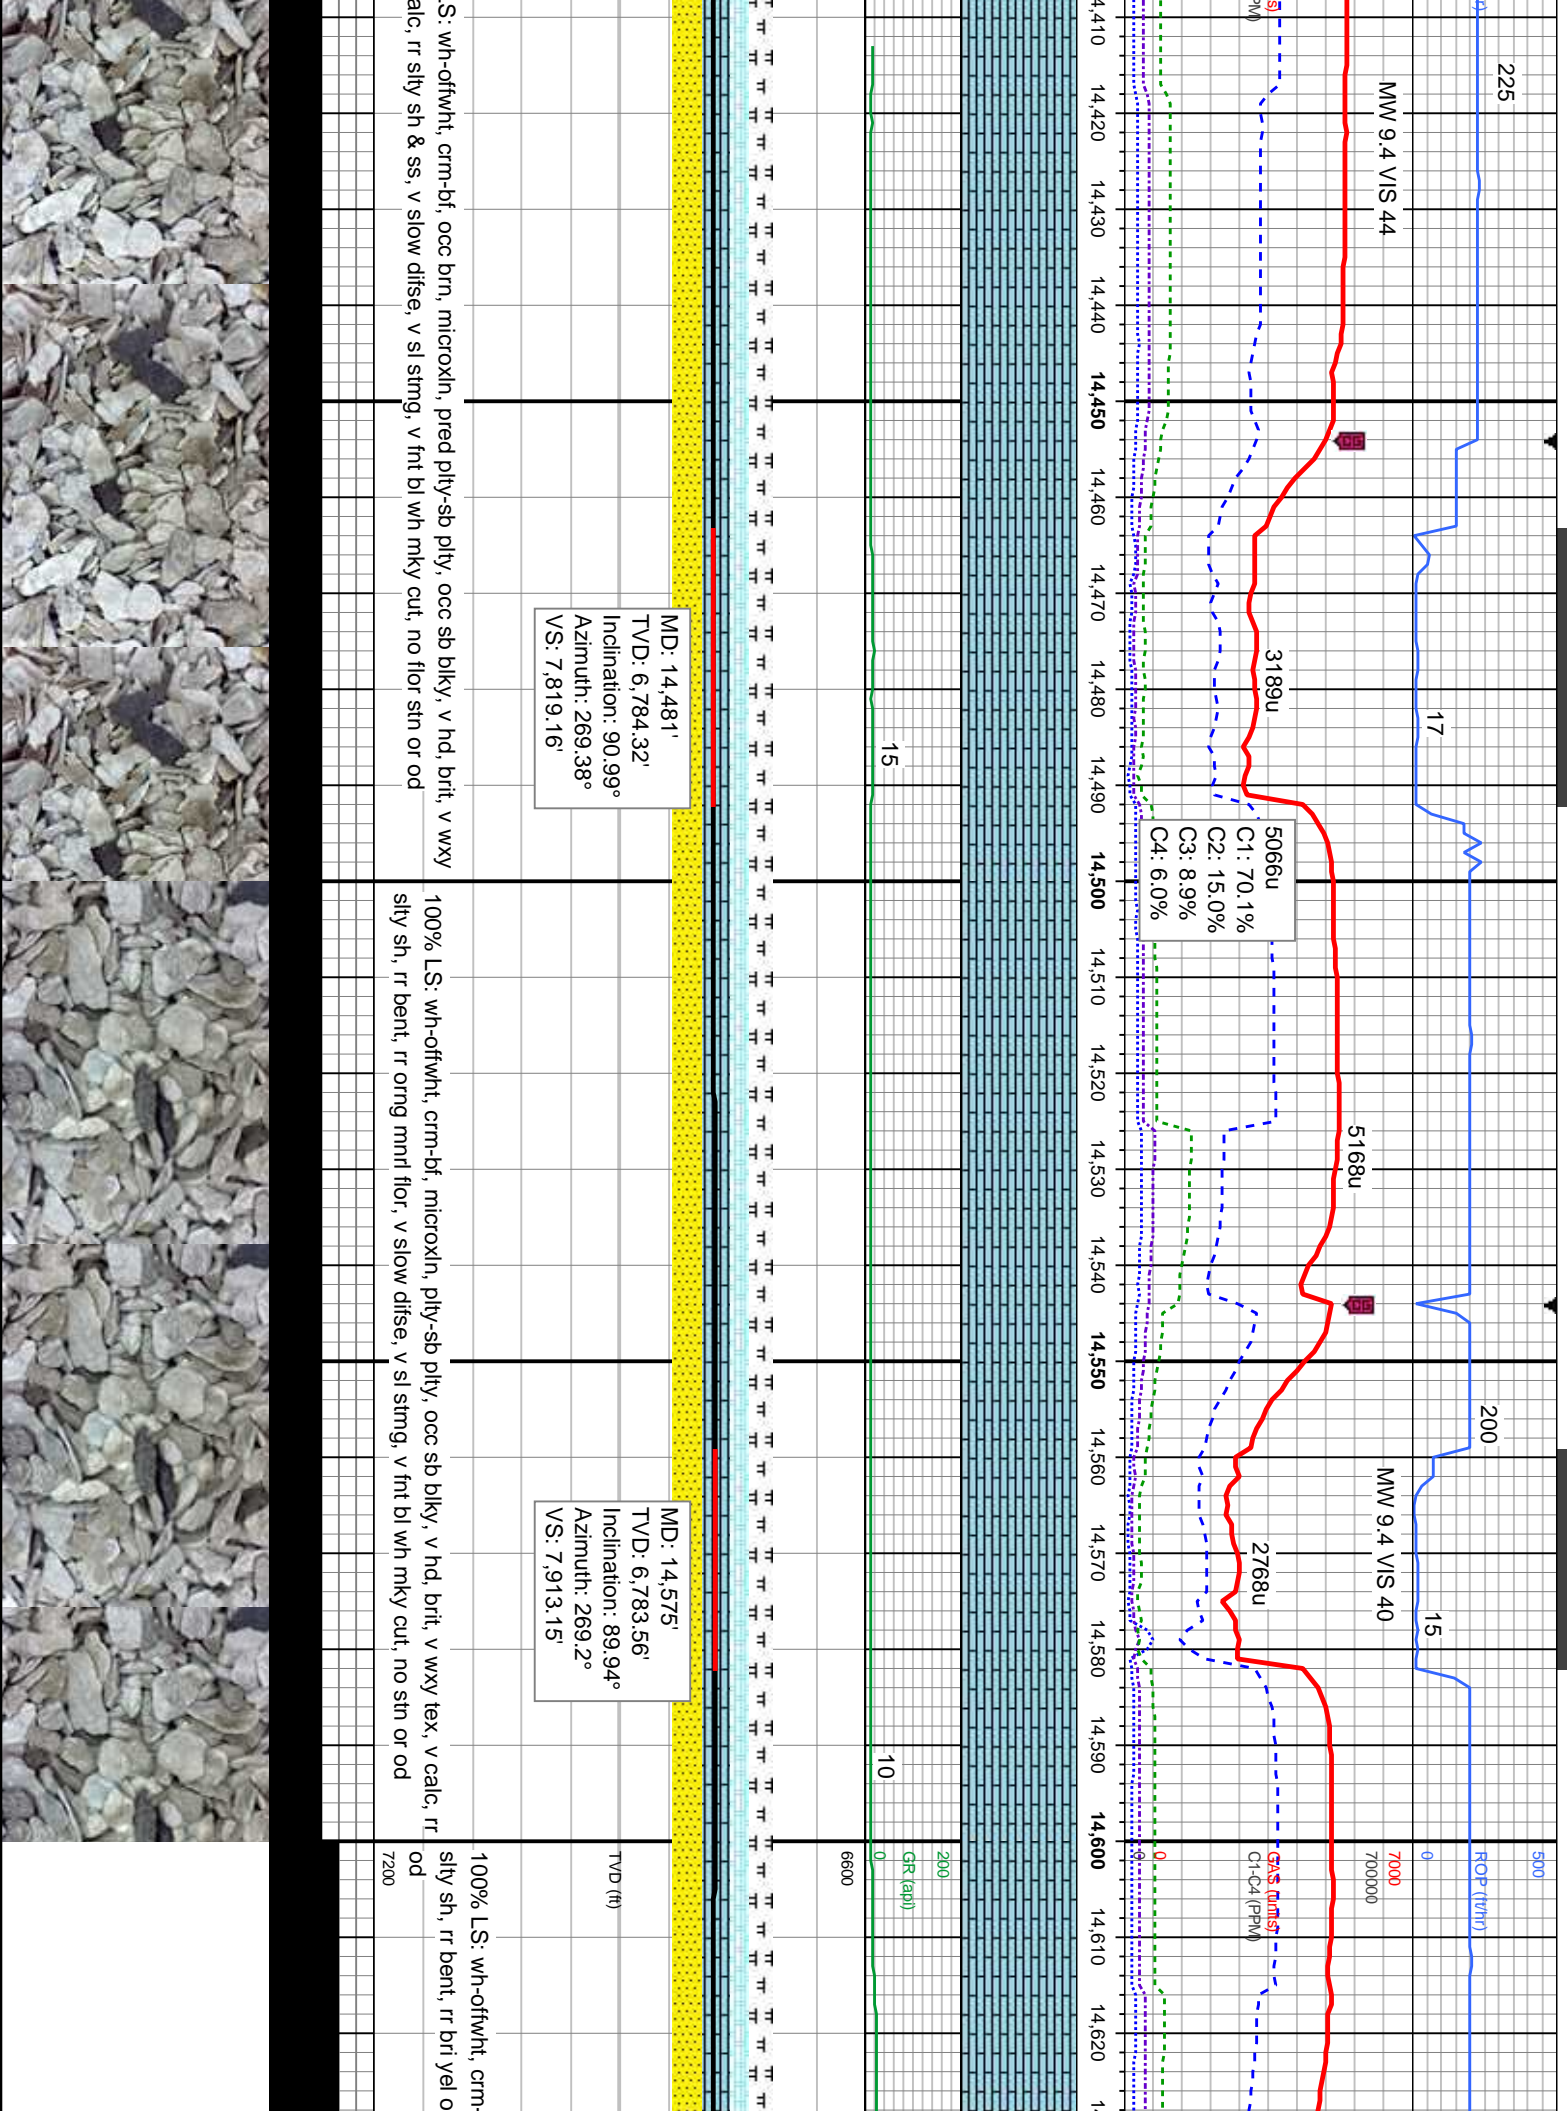 r)
225
s)
PM)
MW 9.4 VIS 44
17
3189u
5066u
C1: 70.1%
C2: 15.0%
C3: 8.9%
C4: 6.0%
5168u
200
MW 9.4 VIS 40
15
2768u
500
ROP (ft/hr)
0
7000
700000
GAS (units)
C1-C4 (PPM)
0
0
4,410
14,420
14,430
14,440
14,450
14,460
14,470
14,480
14,490
14,500
14,510
14,520
14,530
14,540
14,550
14,560
14,570
14,580
14,590
14,600
14,610
14,620
15
10
200
GR (api)
0
6600
TVD (ft)
7200
MD: 14,481'
TVD: 6,784.32'
Inclination: 90.99°
Azimuth: 269.38°
VS: 7,819.16'
MD: 14,575'
TVD: 6,783.56'
Inclination: 89.94°
Azimuth: 269.2°
VS: 7,913.15'
LS: wh-offwht, crm-bf, occ brn, microxln, pred plty-sb plty, occ sb blky, v hd, brit, v wxy
alc, rr slty sh & ss, v slow difse, v sl stmg, v fnt bl wh mky cut, no flor stn or od
100% LS: wh-offwht, crm-bf, microxln, plty-sb plty, occ sb blky, v hd, brit, v wxy tex, v calc, rr
slty sh, rr bent, rr orng mnrl flor, v slow difse, v sl stmg, v fnt bl wh mky cut, no stn or od
100% LS: wh-offwht, crm-
slty sh, rr bent, rr bri yel o
od